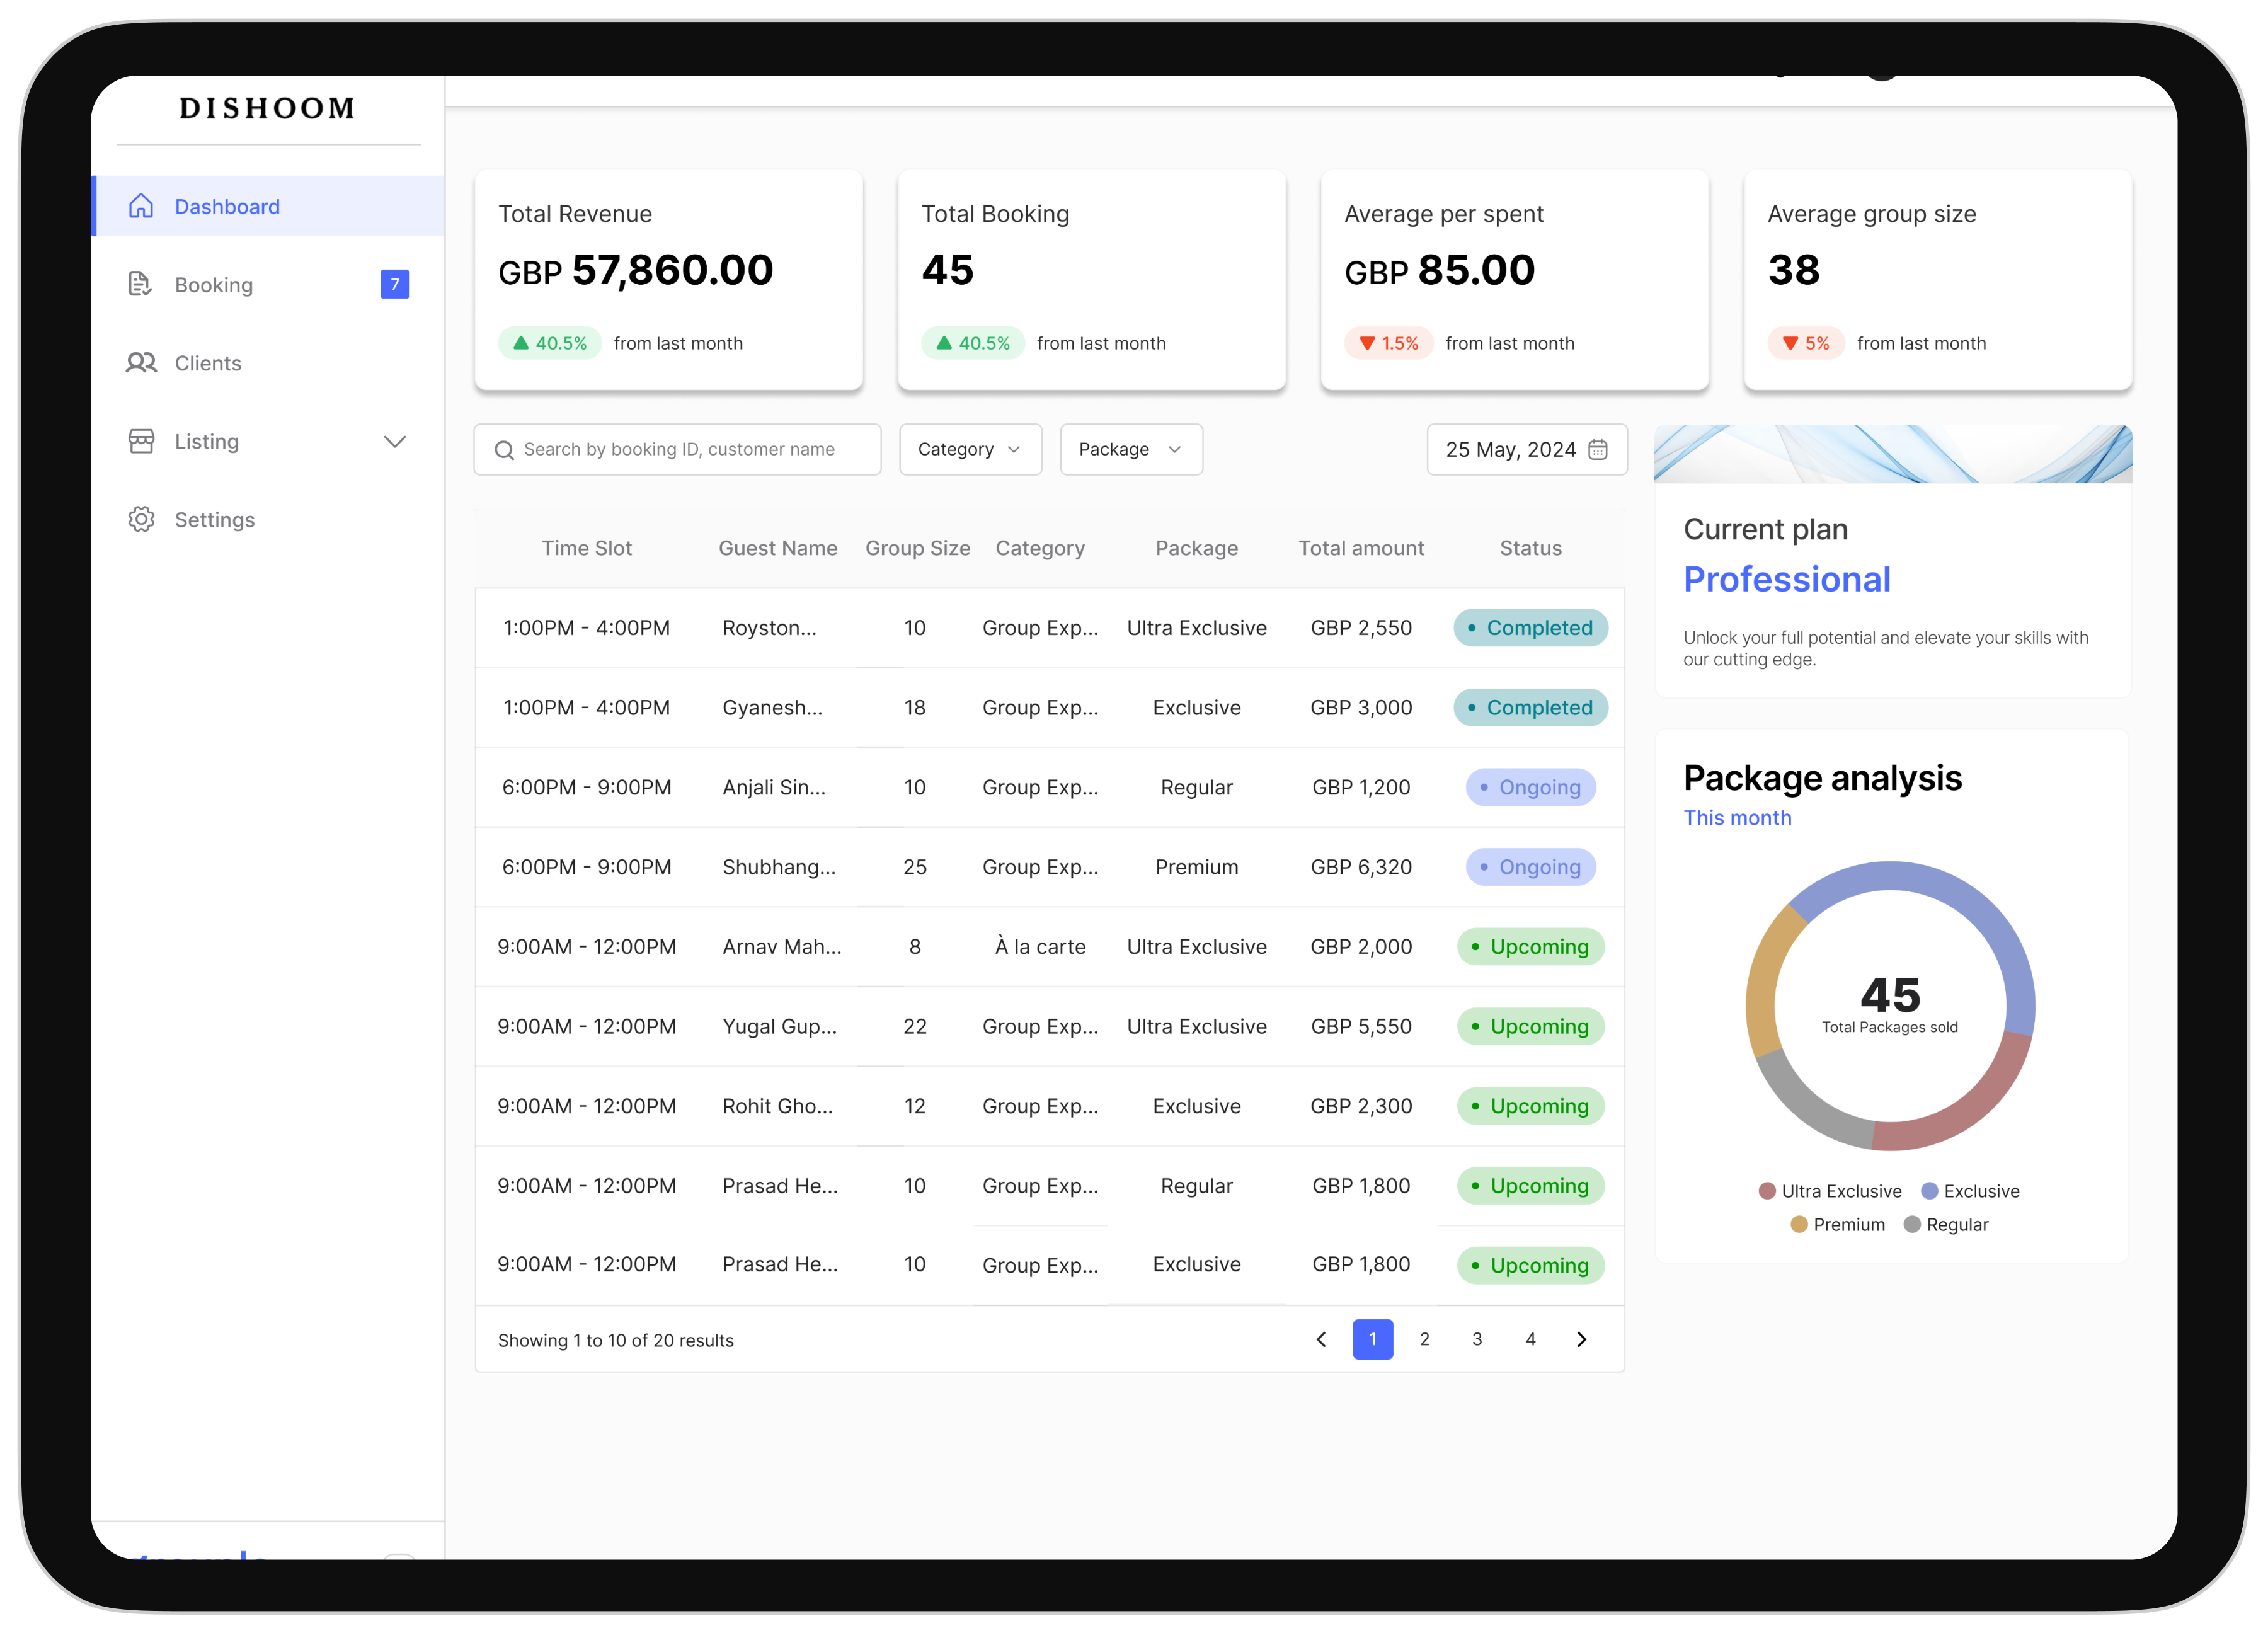 DISHOOM
Dashboard
Booking 7
Clients
Listing
Settings
Total Revenue
GBP 57,860.00
40.5% from last month
Total Booking
45
40.5% from last month
Average per spent
GBP 85.00
1.5% from last month
Average group size
38
5% from last month
Search by booking ID, customer name
Category
Package
25 May, 2024
Time Slot Guest Name Group Size Category Package Total amount Status
1:00PM - 4:00PM Royston... 10 Group Exp... Ultra Exclusive GBP 2,550 Completed
1:00PM - 4:00PM Gyanesh... 18 Group Exp... Exclusive GBP 3,000 Completed
6:00PM - 9:00PM Anjali Sin... 10 Group Exp... Regular GBP 1,200 Ongoing
6:00PM - 9:00PM Shubhang... 25 Group Exp... Premium GBP 6,320 Ongoing
9:00AM - 12:00PM Arnav Mah... 8 À la carte Ultra Exclusive GBP 2,000 Upcoming
9:00AM - 12:00PM Yugal Gup... 22 Group Exp... Ultra Exclusive GBP 5,550 Upcoming
9:00AM - 12:00PM Rohit Gho... 12 Group Exp... Exclusive GBP 2,300 Upcoming
9:00AM - 12:00PM Prasad He... 10 Group Exp... Regular GBP 1,800 Upcoming
9:00AM - 12:00PM Prasad He... 10 Group Exp... Exclusive GBP 1,800 Upcoming
Showing 1 to 10 of 20 results
1 2 3 4
Current plan
Professional
Unlock your full potential and elevate your skills with
our cutting edge.
Package analysis
This month
45
Total Packages sold
Ultra Exclusive Exclusive
Premium Regular